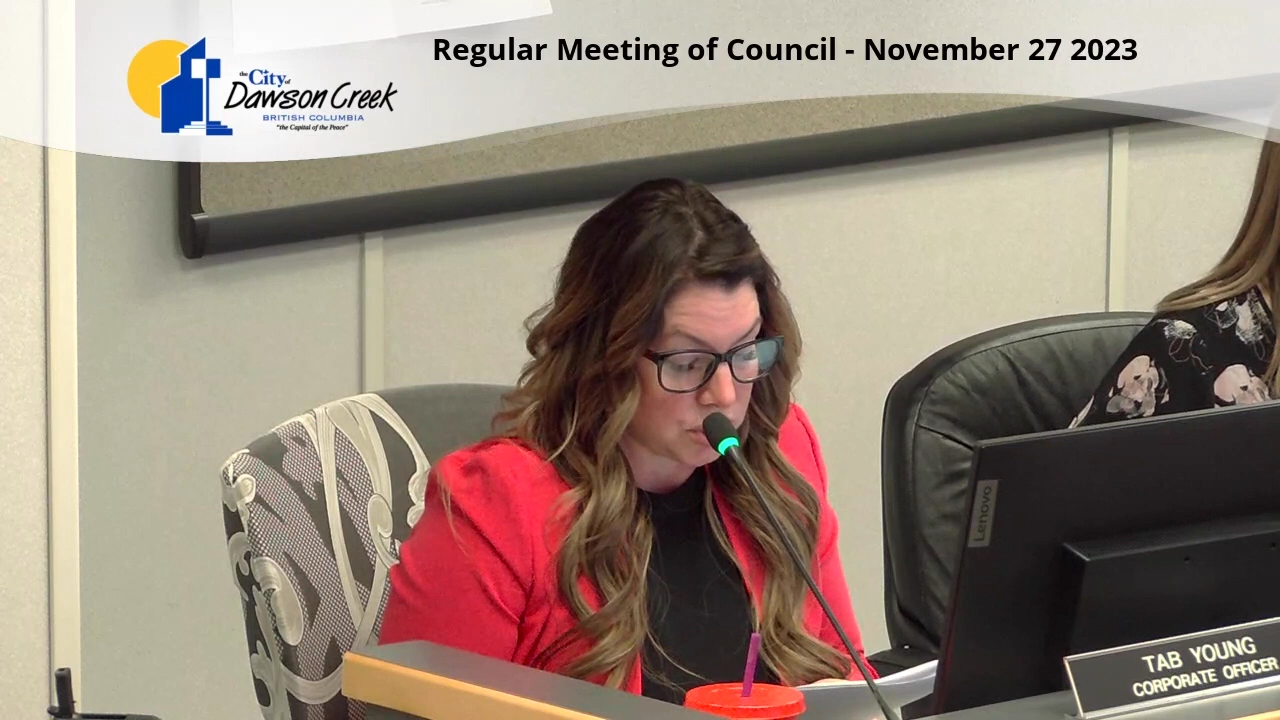 Regular Meeting of Council - November 27 2023
the City of
Dawson Creek
BRITISH COLUMBIA
"the Capital of the Peace"
Lenovo
TAB YOUNG
CORPORATE OFFICER